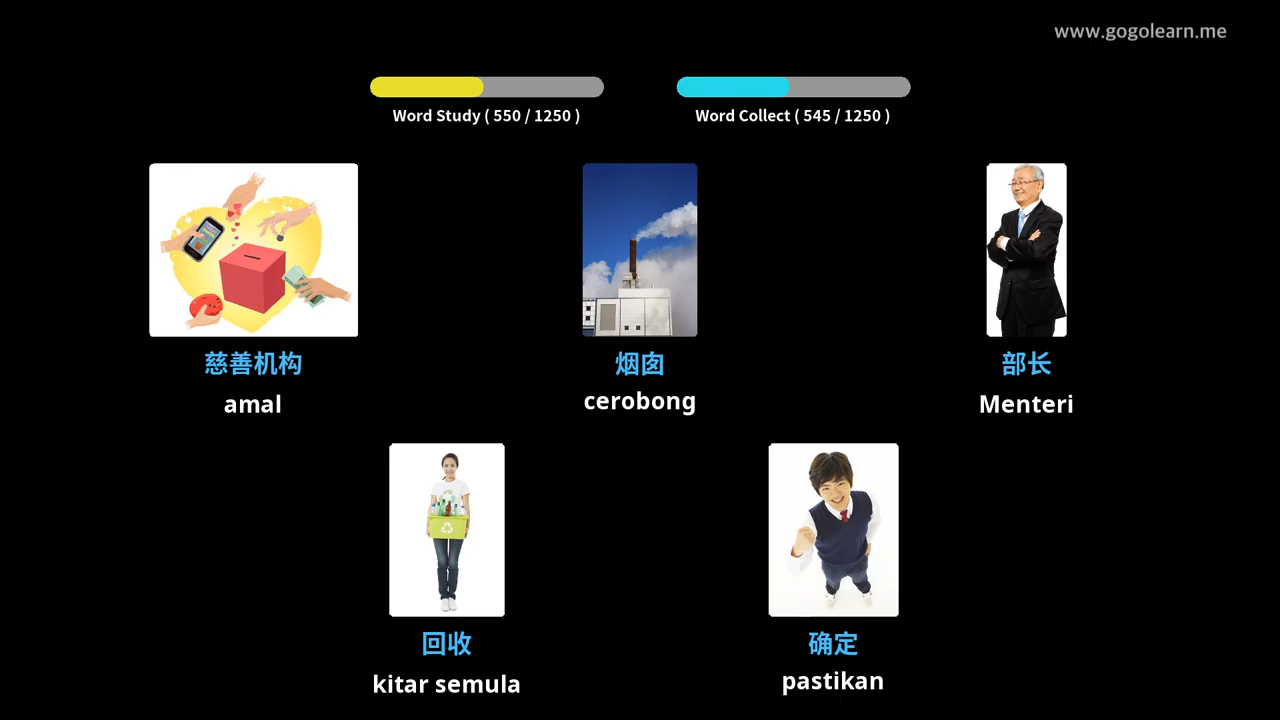 www.gogolearn.me
Word Study ( 550 / 1250 )
Word Collect ( 545 / 1250 )
慈善机构
amal
烟囱
cerobong
部长
Menteri
回收
kitar semula
确定
pastikan